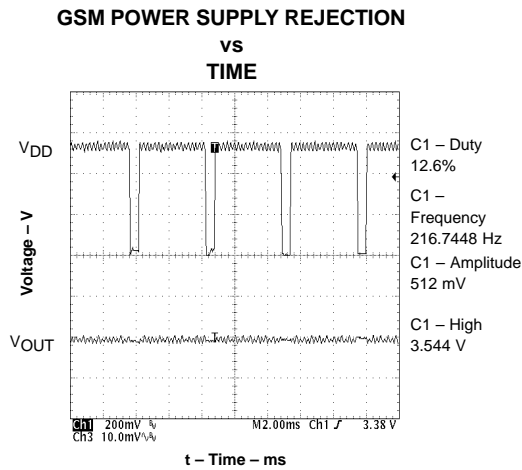 GSM POWER SUPPLY REJECTION
vs
TIME
VDD
Voltage – V
VOUT
T
T
C1 – Duty
12.6%
C1 –
Frequency
216.7448 Hz
C1 – Amplitude
512 mV
C1 – High
3.544 V
Ch1 200mV M2.00ms Ch1 3.38 V
Ch3 10.0mV
t – Time – ms